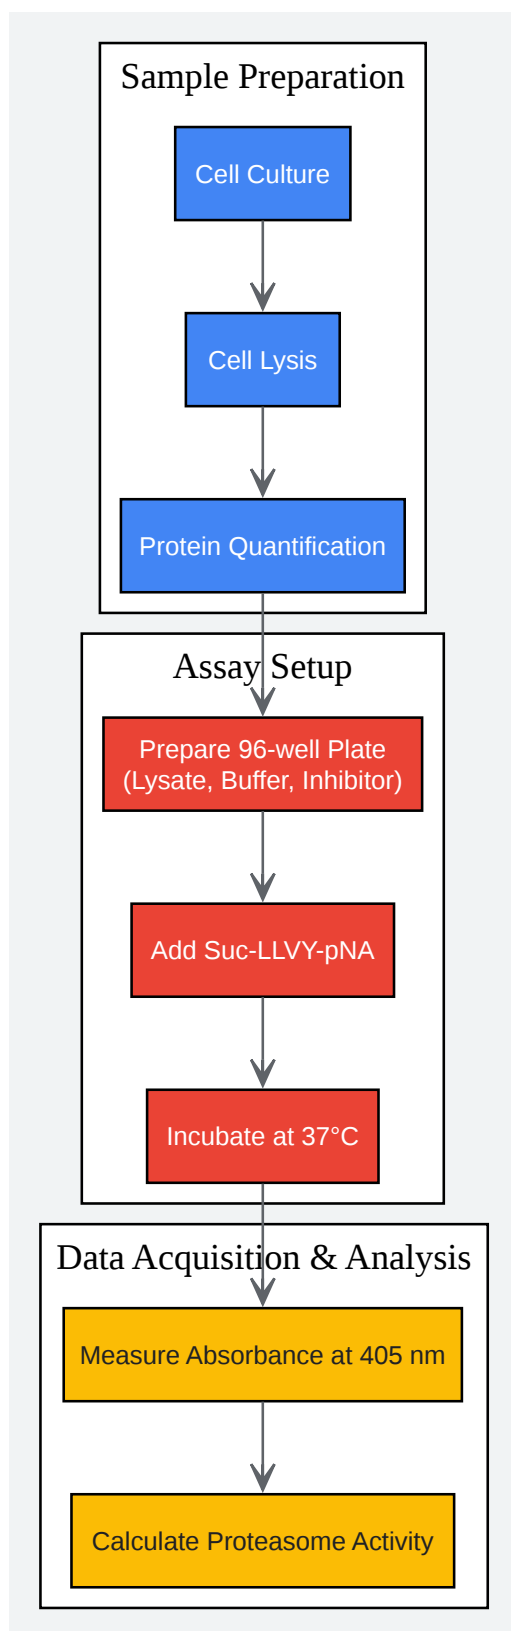 Sample Preparation
Cell Culture
Cell Lysis
Protein Quantification
Assay Setup
Prepare 96-well Plate
(Lysate, Buffer, Inhibitor)
Add Suc-LLVY-pNA
Incubate at 37°C
Data Acquisition & Analysis
Measure Absorbance at 405 nm
Calculate Proteasome Activity